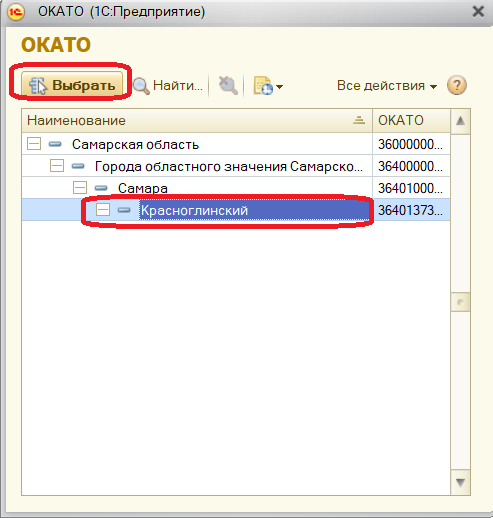 ОКАТО (1С:Предприятие)
ОКАТО
Выбрать Найти... Все действия ?
Наименование ОКАТО
Самарская область 36000000...
Города областного значения Самарско... 36400000...
Самара 36401000...
Красноглинский 36401373...